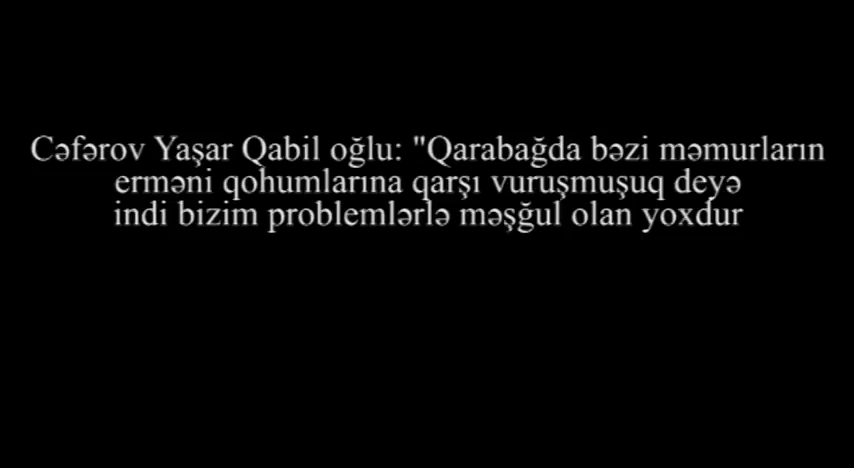 Cəfərov Yaşar Qabil oğlu: "Qarabağda bəzi məmurların
erməni qohumlarına qarşı vuruşmuşuq deyə
indi bizim problemlərlə məşğul olan yoxdur